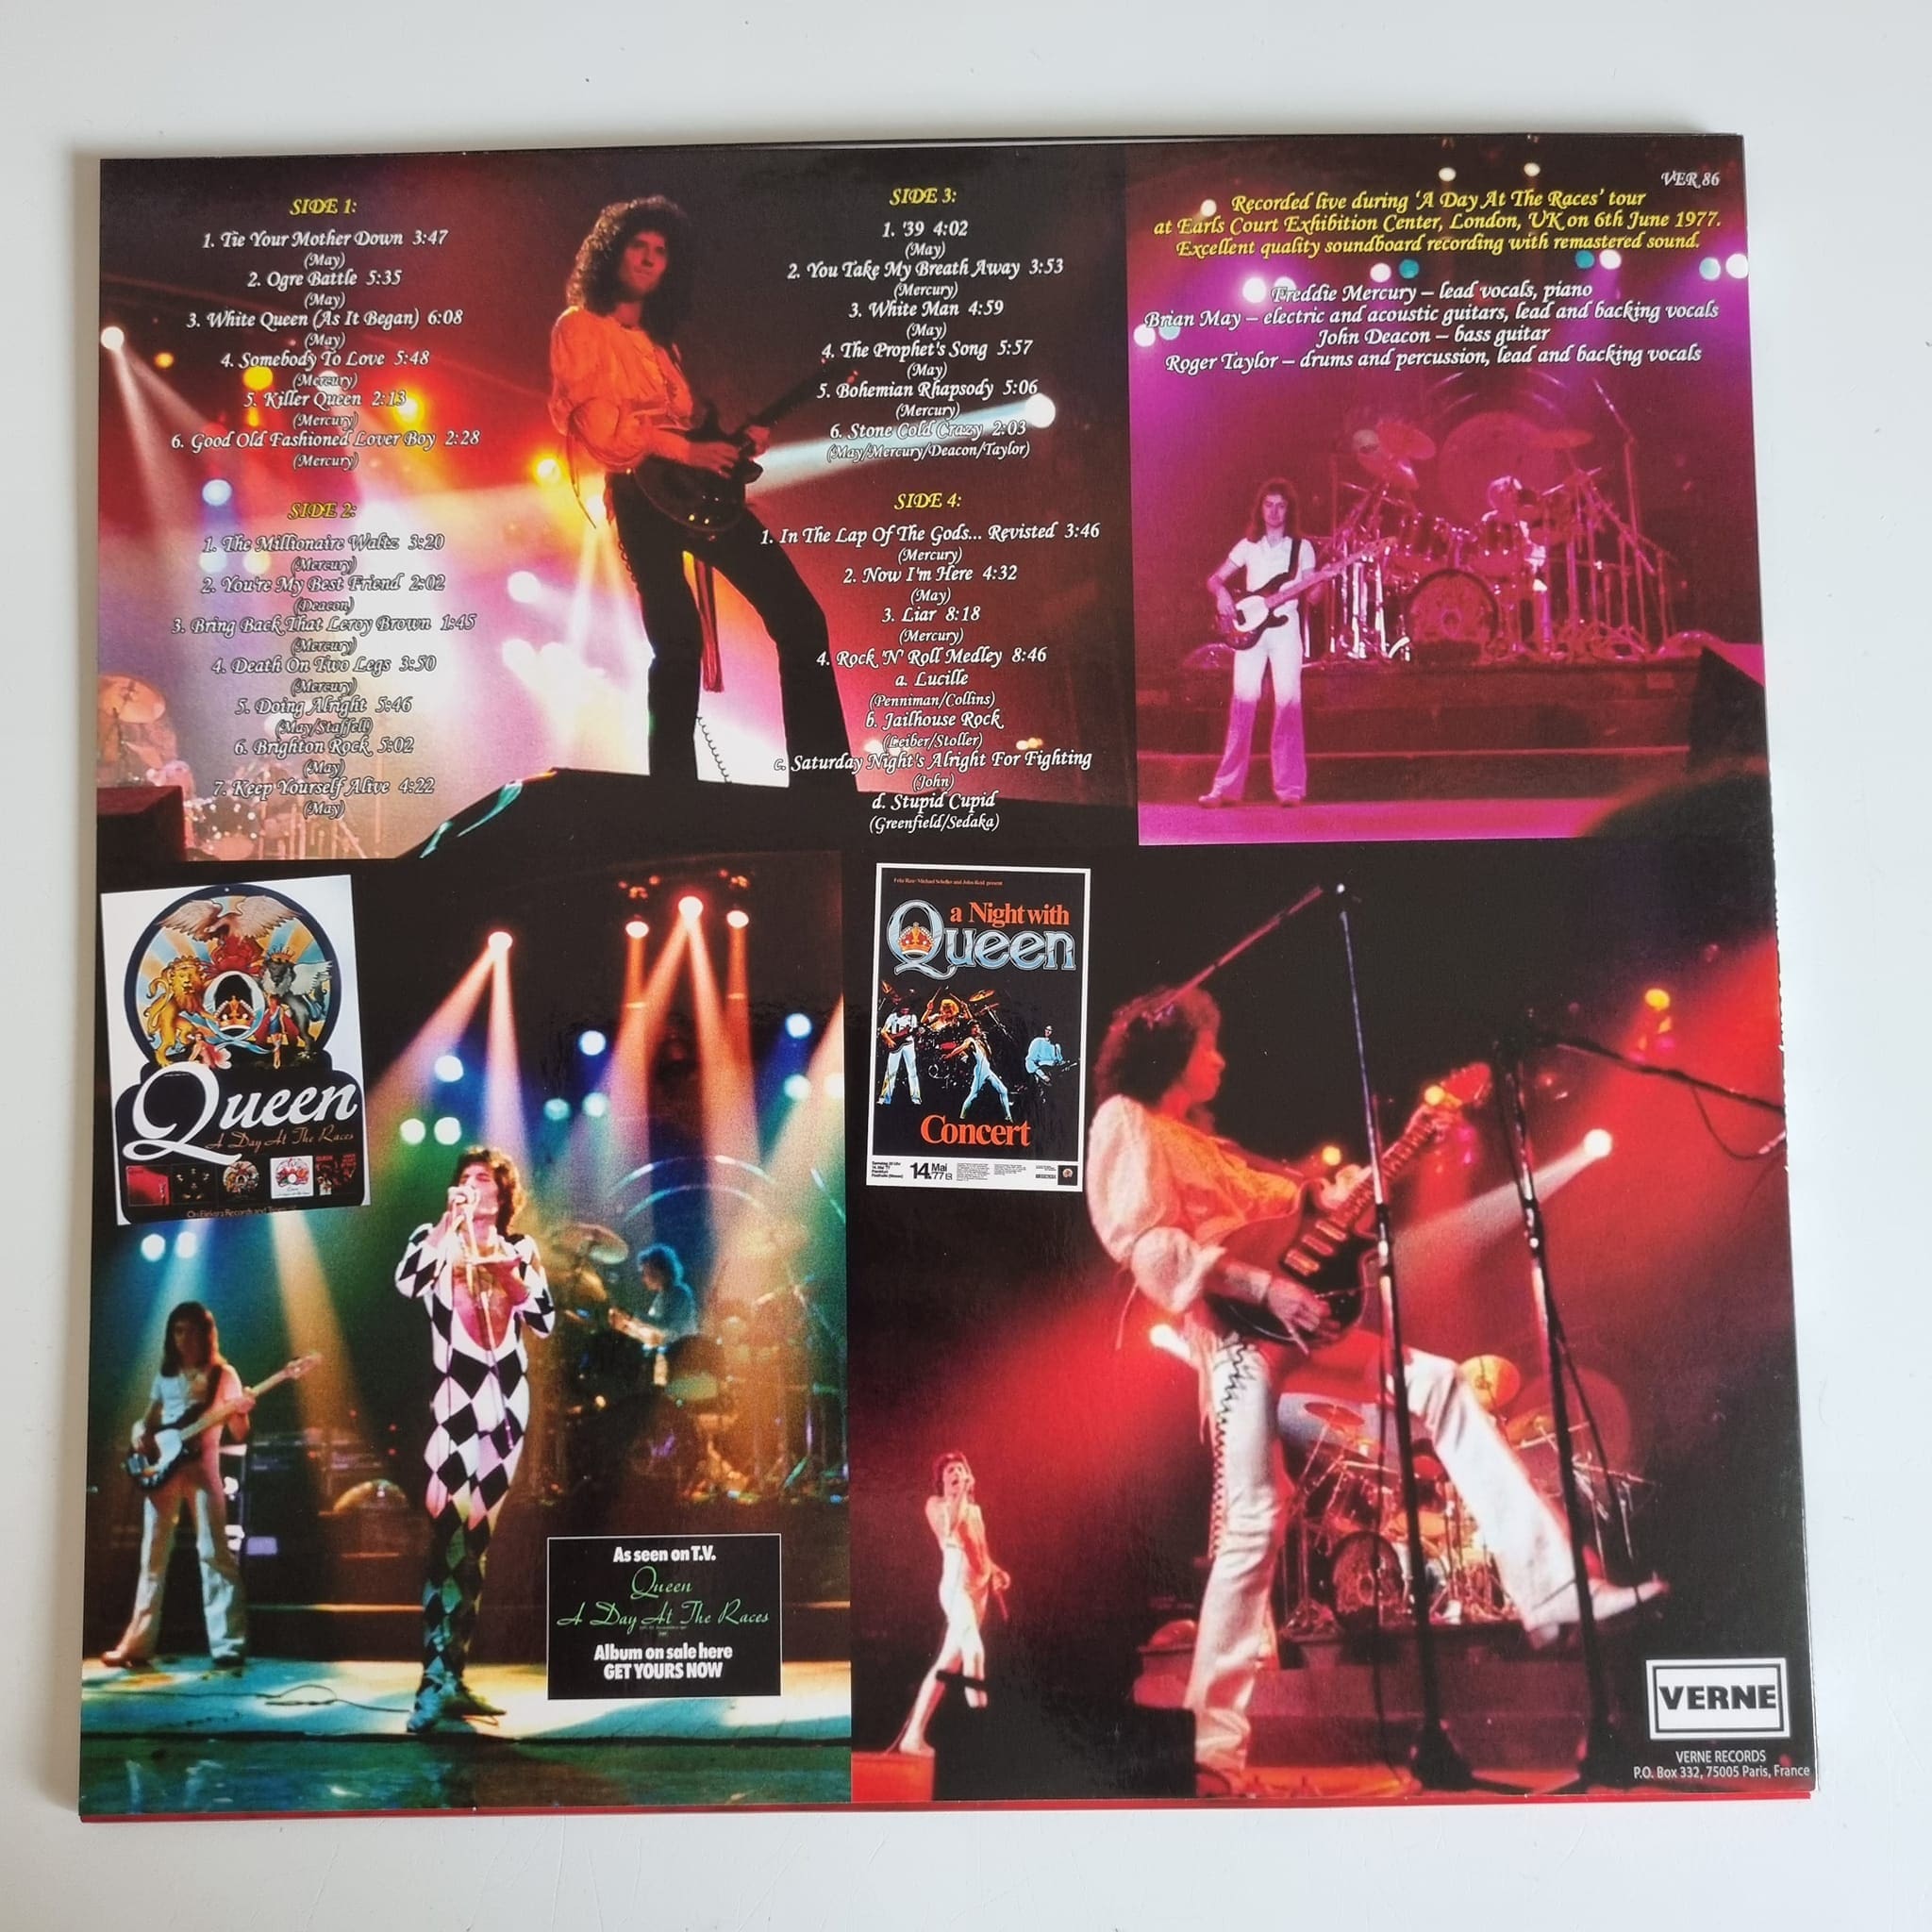 SIDE 1:
1. Tie Your Mother Down 3:47
(May)
2. Ogre Battle 5:35
(May)
3. White Queen (As It Began) 6:08
(May)
4. Somebody To Love 5:48
(Mercury)
5. Killer Queen 2:13
(Mercury)
6. Good Old Fashioned Lover Boy 2:28
(Mercury)
SIDE 2:
1. The Millionaire Waltz 3:20
(Mercury)
2. You're My Best Friend 2:02
(Deacon)
3. Bring Back That Leroy Brown 1:45
(Mercury)
4. Death On Two Legs 3:50
(Mercury)
5. Doing Alright 5:46
(May/Staffell)
6. Brighton Rock 5:02
(May)
7. Keep Yourself Alive 4:22
(May)
SIDE 3:
1. '39 4:02
(May)
2. You Take My Breath Away 3:53
(Mercury)
3. White Man 4:59
(May)
4. The Prophet's Song 5:57
(May)
5. Bohemian Rhapsody 5:06
(Mercury)
6. Stone Cold Crazy 2:03
(May/Mercury/Deacon/Taylor)
SIDE 4:
1. In The Lap Of The Gods... Revisted 3:46
(Mercury)
2. Now I'm Here 4:32
(May)
3. Liar 8:18
(Mercury)
4. Rock 'N' Roll Medley 8:46
a. Lucille
(Penniman/Collins)
b. Jailhouse Rock
(Leiber/Stoller)
c. Saturday Night's Alright For Fighting
(John)
d. Stupid Cupid
(Greenfield/Sedaka)
VER 86
Recorded live during 'A Day At The Races' tour
at Earls Court Exhibition Center, London, UK on 6th June 1977.
Excellent quality soundboard recording with remastered sound.
Freddie Mercury – lead vocals, piano
Brian May – electric and acoustic guitars, lead and backing vocals
John Deacon – bass guitar
Roger Taylor – drums and percussion, lead and backing vocals
Queen
A Day At The Races
On Elektra Records and
a Night with
Queen
Concert
14. Mai
77
As seen on T.V.
Queen
A Day At The Races
Album on sale here
GET YOURS NOW
VERNE
VERNE RECORDS
P.O. Box 332, 75005 Paris, France